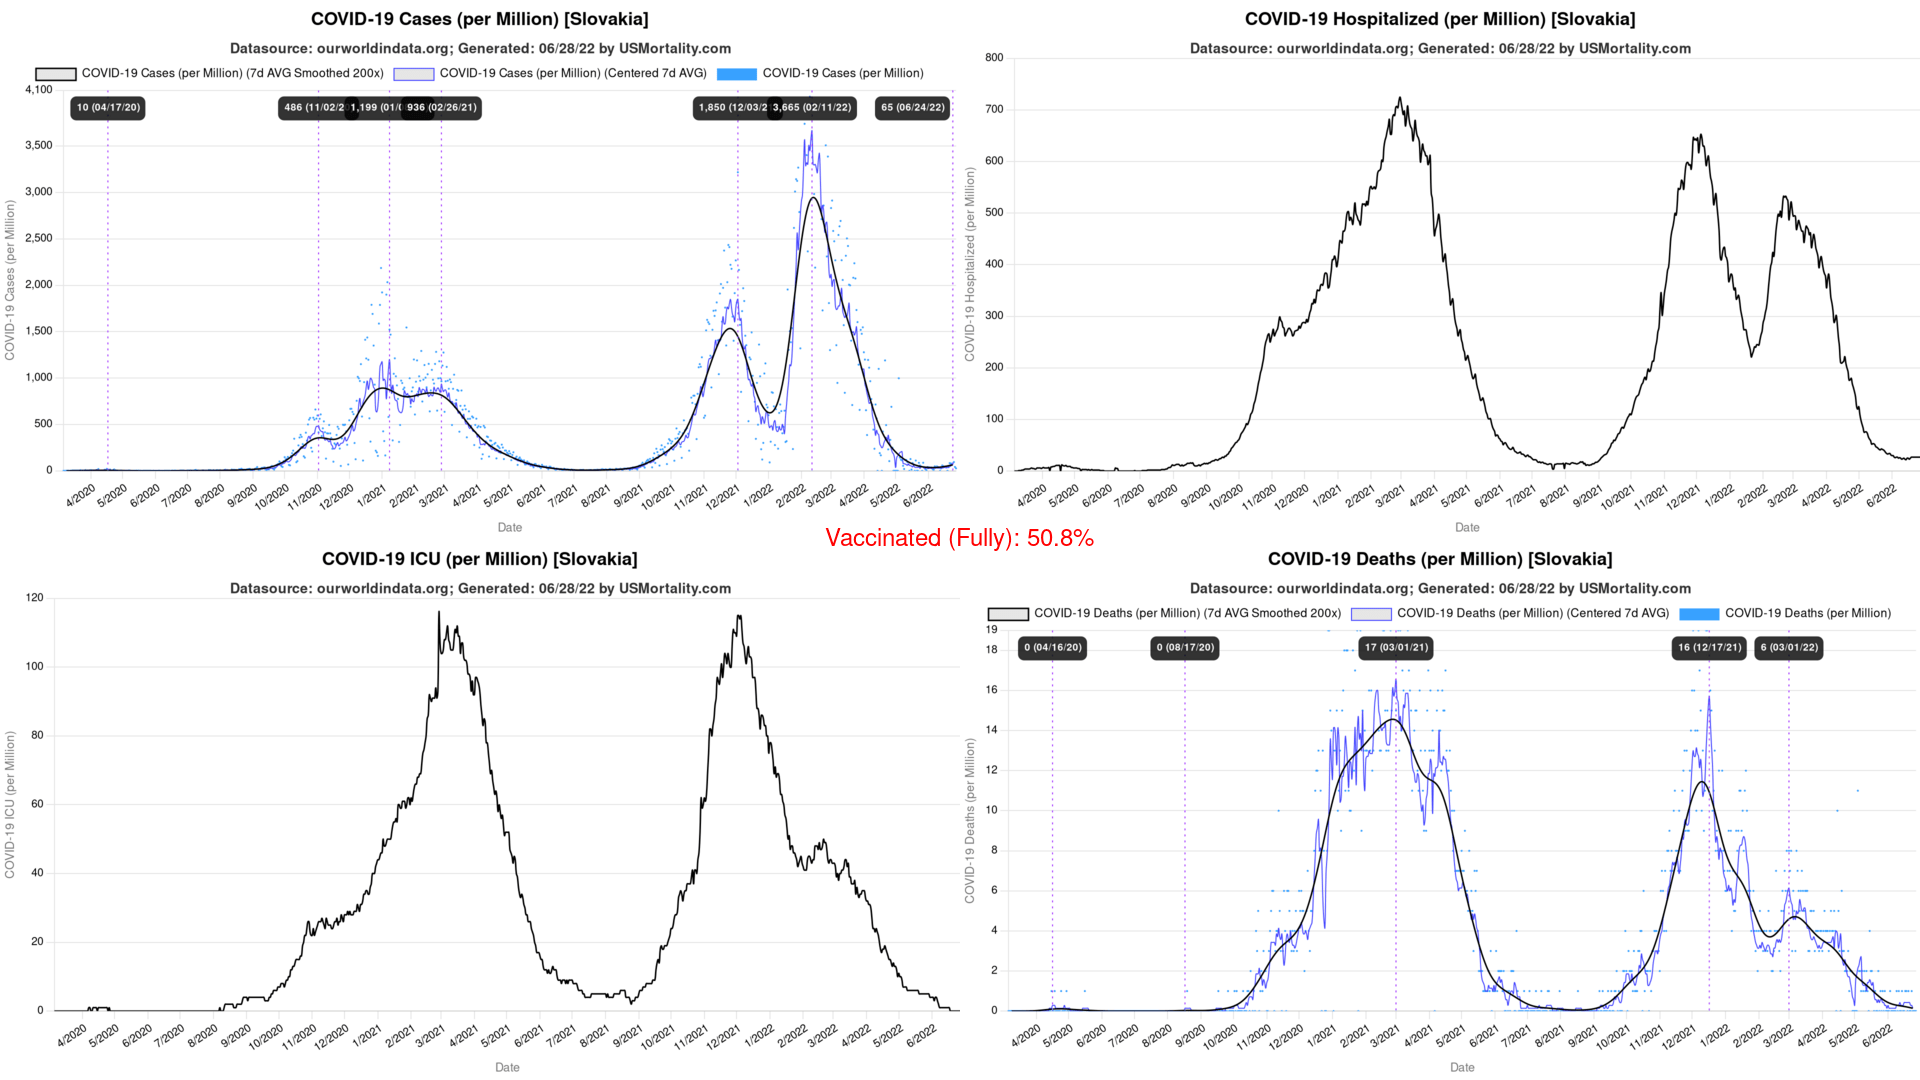 COVID-19 Cases (per Million) [Slovakia]
Datasource: ourworldindata.org; Generated: 06/28/22 by USMortality.com
COVID-19 Cases (per Million) (7d AVG Smoothed 200x) COVID-19 Cases (per Million) (Centered 7d AVG) COVID-19 Cases (per Million)
10 (04/17/20) 486 (11/02/2 1,199 (01/0 936 (02/26/21) 1,850 (12/03/2 3,665 (02/11/22) 65 (06/24/22)
4,100
3,500
3,000
2,500
2,000
1,500
1,000
500
0
COVID-19 Cases (per Million)
4/2020 5/2020 6/2020 7/2020 8/2020 9/2020 10/2020 11/2020 12/2020 1/2021 2/2021 3/2021 4/2021 5/2021 6/2021 7/2021 8/2021 9/2021 10/2021 11/2021 12/2021 1/2022 2/2022 3/2022 4/2022 5/2022 6/2022
Date
COVID-19 Hospitalized (per Million) [Slovakia]
Datasource: ourworldindata.org; Generated: 06/28/22 by USMortality.com
800
700
600
500
400
300
200
100
0
COVID-19 Hospitalized (per Million)
4/2020 5/2020 6/2020 7/2020 8/2020 9/2020 10/2020 11/2020 12/2020 1/2021 2/2021 3/2021 4/2021 5/2021 6/2021 7/2021 8/2021 9/2021 10/2021 11/2021 12/2021 1/2022 2/2022 3/2022 4/2022 5/2022 6/2022
Date
Vaccinated (Fully): 50.8%
COVID-19 ICU (per Million) [Slovakia]
Datasource: ourworldindata.org; Generated: 06/28/22 by USMortality.com
120
100
80
60
40
20
0
COVID-19 ICU (per Million)
4/2020 5/2020 6/2020 7/2020 8/2020 9/2020 10/2020 11/2020 12/2020 1/2021 2/2021 3/2021 4/2021 5/2021 6/2021 7/2021 8/2021 9/2021 10/2021 11/2021 12/2021 1/2022 2/2022 3/2022 4/2022 5/2022 6/2022
Date
COVID-19 Deaths (per Million) [Slovakia]
Datasource: ourworldindata.org; Generated: 06/28/22 by USMortality.com
COVID-19 Deaths (per Million) (7d AVG Smoothed 200x) COVID-19 Deaths (per Million) (Centered 7d AVG) COVID-19 Deaths (per Million)
0 (04/16/20) 0 (08/17/20) 17 (03/01/21) 16 (12/17/21) 6 (03/01/22)
19
18
16
14
12
10
8
6
4
2
0
COVID-19 Deaths (per Million)
4/2020 5/2020 6/2020 7/2020 8/2020 9/2020 10/2020 11/2020 12/2020 1/2021 2/2021 3/2021 4/2021 5/2021 6/2021 7/2021 8/2021 9/2021 10/2021 11/2021 12/2021 1/2022 2/2022 3/2022 4/2022 5/2022 6/2022
Date